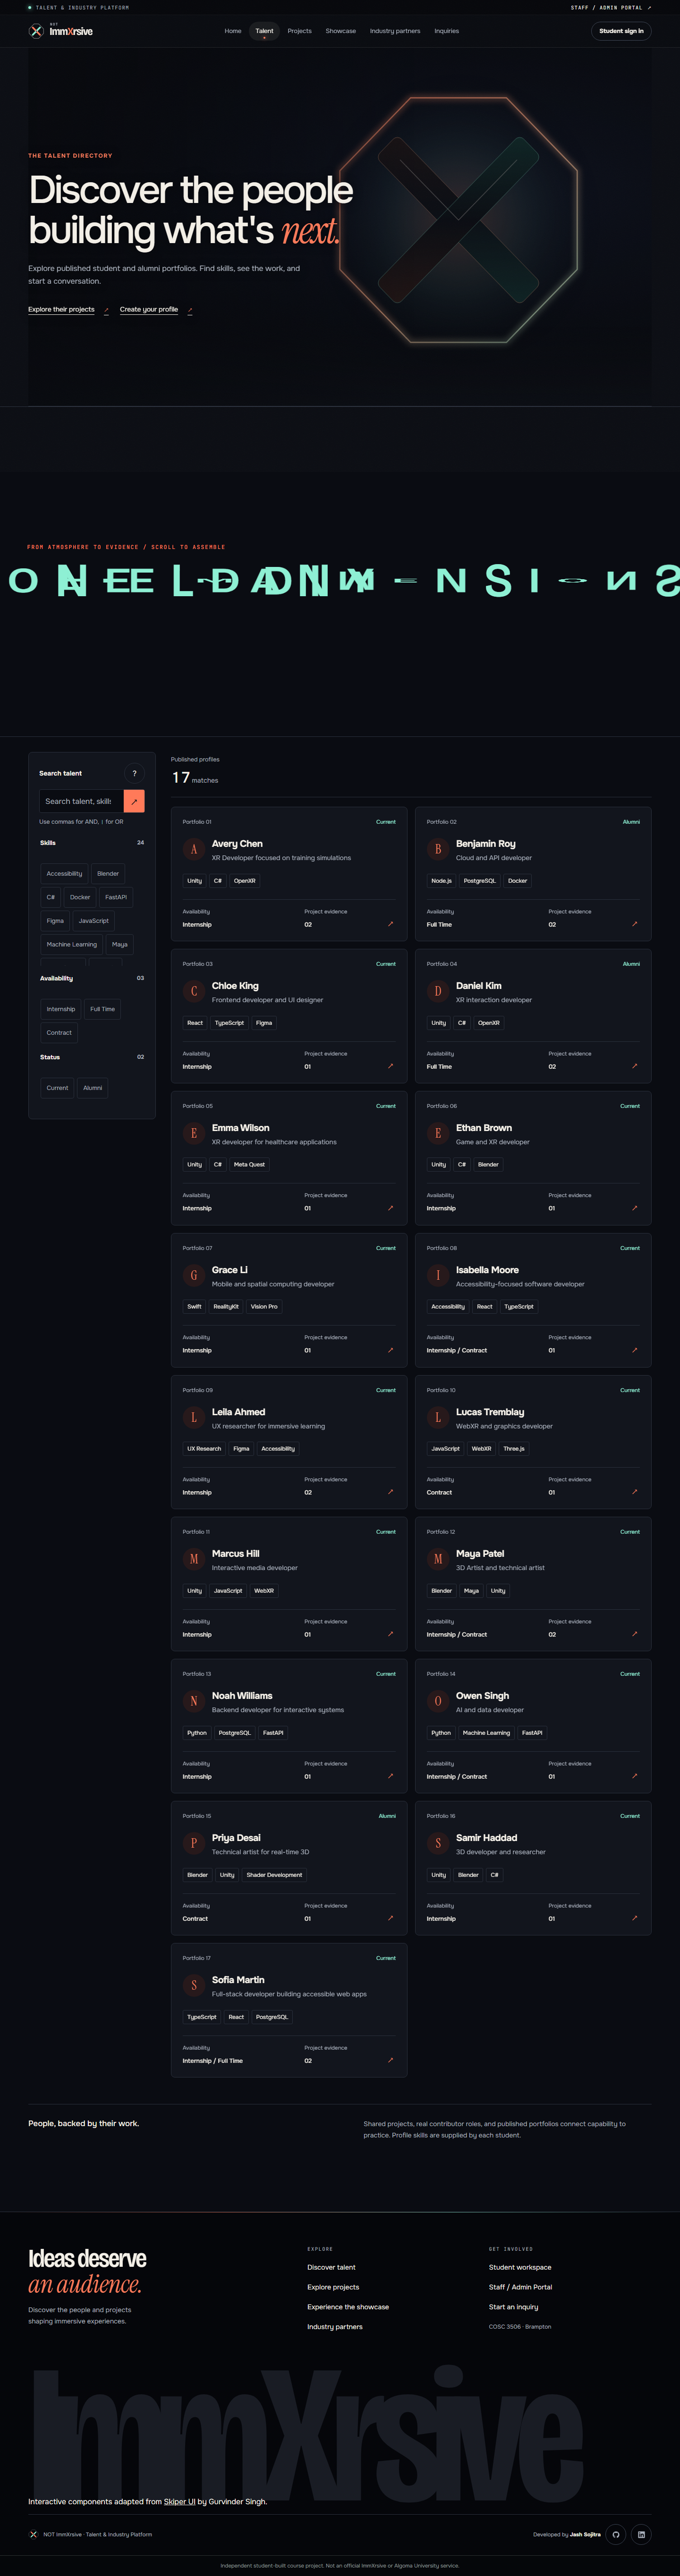 TALENT & INDUSTRY PLATFORM
STAFF / ADMIN PORTAL ↗
NOT
ImmXrsive
Home Talent Projects Showcase Industry partners Inquiries
Student sign in
THE TALENT DIRECTORY
Discover the people
building what's next.
Explore published student and alumni portfolios. Find skills, see the work, and
start a conversation.
Explore their projects ↗ Create your profile ↗
FROM ATMOSPHERE TO EVIDENCE / SCROLL TO ASSEMBLE
Search talent ?
Search talent, skills
Use commas for AND, | for OR
Skills 24
Accessibility Blender
C# Docker FastAPI
Figma JavaScript
Machine Learning Maya
Availability 03
Internship Full Time
Contract
Status 02
Current Alumni
Published profiles
17 matches
Portfolio 01 Current
A Avery Chen
XR Developer focused on training simulations
Unity C# OpenXR
Availability Project evidence
Internship 02 ↗
Portfolio 02 Alumni
B Benjamin Roy
Cloud and API developer
Node.js PostgreSQL Docker
Availability Project evidence
Full Time 02 ↗
Portfolio 03 Current
C Chloe King
Frontend developer and UI designer
React TypeScript Figma
Availability Project evidence
Internship 01 ↗
Portfolio 04 Alumni
D Daniel Kim
XR interaction developer
Unity C# OpenXR
Availability Project evidence
Full Time 02 ↗
Portfolio 05 Current
E Emma Wilson
XR developer for healthcare applications
Unity C# Meta Quest
Availability Project evidence
Internship 01 ↗
Portfolio 06 Current
E Ethan Brown
Game and XR developer
Unity C# Blender
Availability Project evidence
Internship 01 ↗
Portfolio 07 Current
G Grace Li
Mobile and spatial computing developer
Swift RealityKit Vision Pro
Availability Project evidence
Internship 01 ↗
Portfolio 08 Current
I Isabella Moore
Accessibility-focused software developer
Accessibility React TypeScript
Availability Project evidence
Internship / Contract 01 ↗
Portfolio 09 Current
L Leila Ahmed
UX researcher for immersive learning
UX Research Figma Accessibility
Availability Project evidence
Internship 02 ↗
Portfolio 10 Current
L Lucas Tremblay
WebXR and graphics developer
JavaScript WebXR Three.js
Availability Project evidence
Contract 01 ↗
Portfolio 11 Current
M Marcus Hill
Interactive media developer
Unity JavaScript WebXR
Availability Project evidence
Internship 01 ↗
Portfolio 12 Current
M Maya Patel
3D Artist and technical artist
Blender Maya Unity
Availability Project evidence
Internship / Contract 02 ↗
Portfolio 13 Current
N Noah Williams
Backend developer for interactive systems
Python PostgreSQL FastAPI
Availability Project evidence
Internship 01 ↗
Portfolio 14 Current
O Owen Singh
AI and data developer
Python Machine Learning FastAPI
Availability Project evidence
Internship / Contract 01 ↗
Portfolio 15 Alumni
P Priya Desai
Technical artist for real-time 3D
Blender Unity Shader Development
Availability Project evidence
Contract 01 ↗
Portfolio 16 Current
S Samir Haddad
3D developer and researcher
Unity Blender C#
Availability Project evidence
Internship 01 ↗
Portfolio 17 Current
S Sofia Martin
Full-stack developer building accessible web apps
TypeScript React PostgreSQL
Availability Project evidence
Internship / Full Time 02 ↗
People, backed by their work.
Shared projects, real contributor roles, and published portfolios connect capability to
practice. Profile skills are supplied by each student.
Ideas deserve
an audience.
Discover the people and projects
shaping immersive experiences.
EXPLORE
Discover talent
Explore projects
Experience the showcase
Industry partners
GET INVOLVED
Student workspace
Staff / Admin Portal
Start an inquiry
COSC 3506 · Brampton
ImmXrsive
Interactive components adapted from Skiper UI by Gurvinder Singh.
NOT ImmXrsive · Talent & Industry Platform
Developed by Jash Sojitra
Independent student-built course project. Not an official ImmXrsive or Algoma University service.